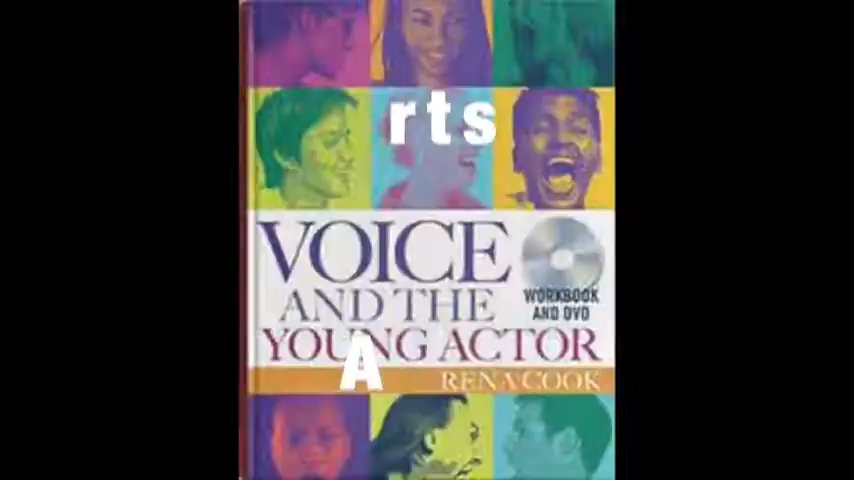 rts
VOICE
AND THE
YOUNG ACTOR
WORKBOOK
AND DVD
A
RENA COOK